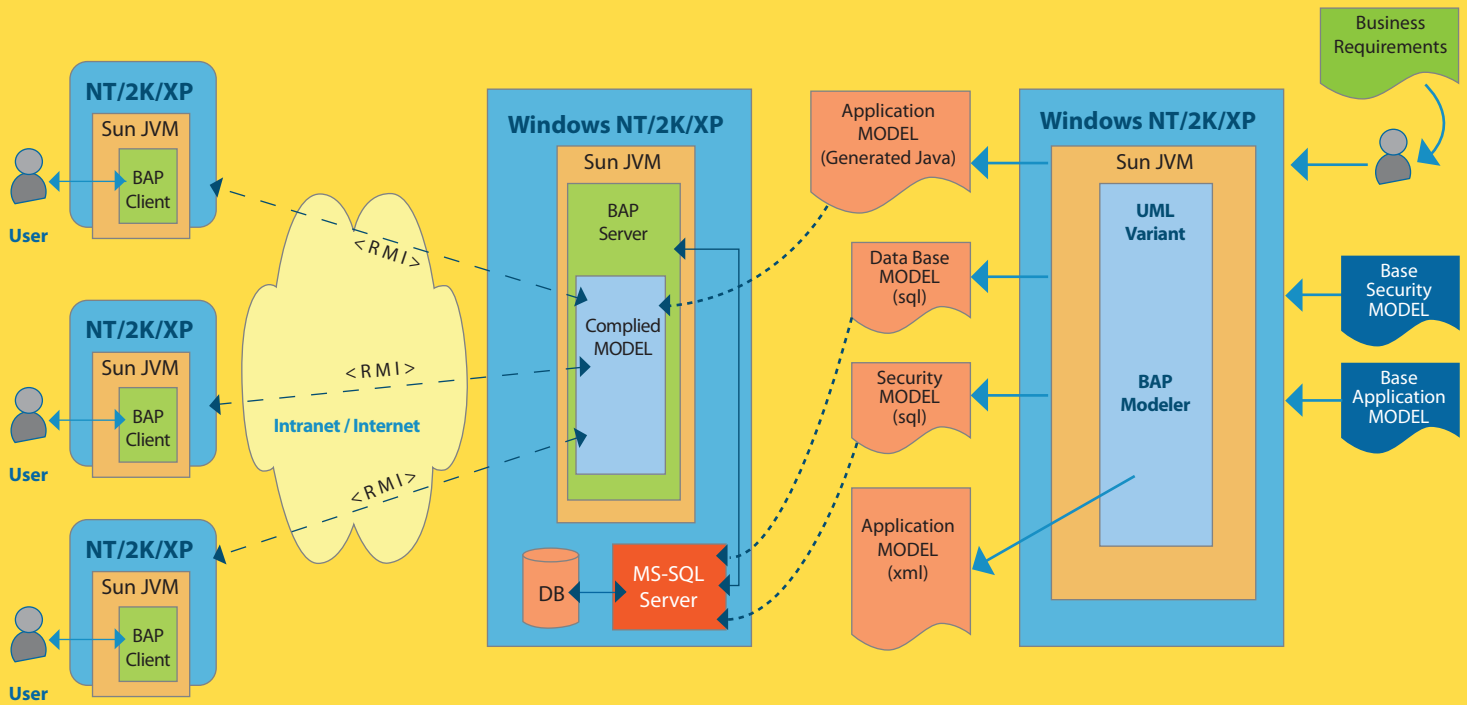 NT/2K/XP
Sun JVM
BAP
Client
User
NT/2K/XP
Sun JVM
BAP
Client
User
NT/2K/XP
Sun JVM
BAP
Client
User
<RMI>
<RMI>
Intranet / Internet
<RMI>
Windows NT/2K/XP
Sun JVM
BAP
Server
Complied
MODEL
DB
MS-SQL
Server
Application
MODEL
(Generated Java)
Data Base
MODEL
(sql)
Security
MODEL
(sql)
Application
MODEL
(xml)
Windows NT/2K/XP
Sun JVM
UML
Variant
BAP
Modeler
Business
Requirements
Base
Security
MODEL
Base
Application
MODEL